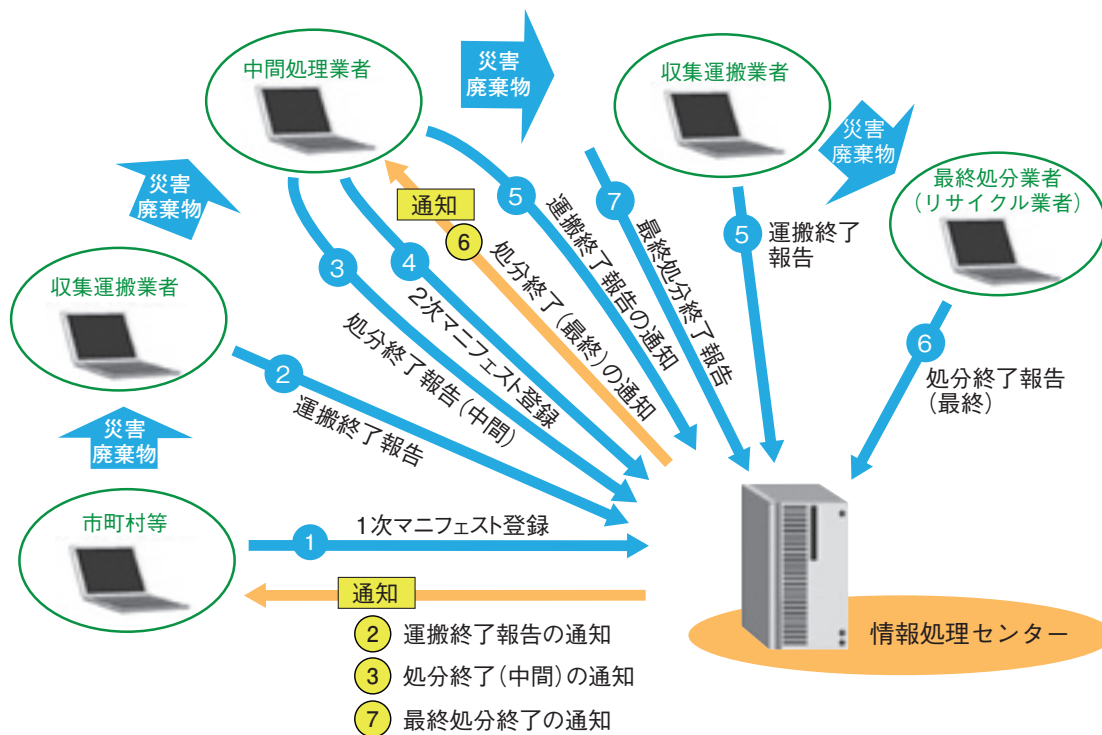 災害
廃棄物
中間処理業者
災害
廃棄物
収集運搬業者
災害
廃棄物
最終処分業者
(リサイクル業者)
災害
廃棄物
収集運搬業者
災害
廃棄物
市町村等
1
1次マニフェスト登録
2
運搬終了報告
3
処分終了報告(中間)
4
2次マニフェスト登録
通知
6
処分終了(最終)の通知
5
運搬終了報告の通知
7
最終処分終了報告
5
運搬終了
報告
6
処分終了報告
(最終)
通知
2 運搬終了報告の通知
3 処分終了(中間)の通知
7 最終処分終了の通知
情報処理センター